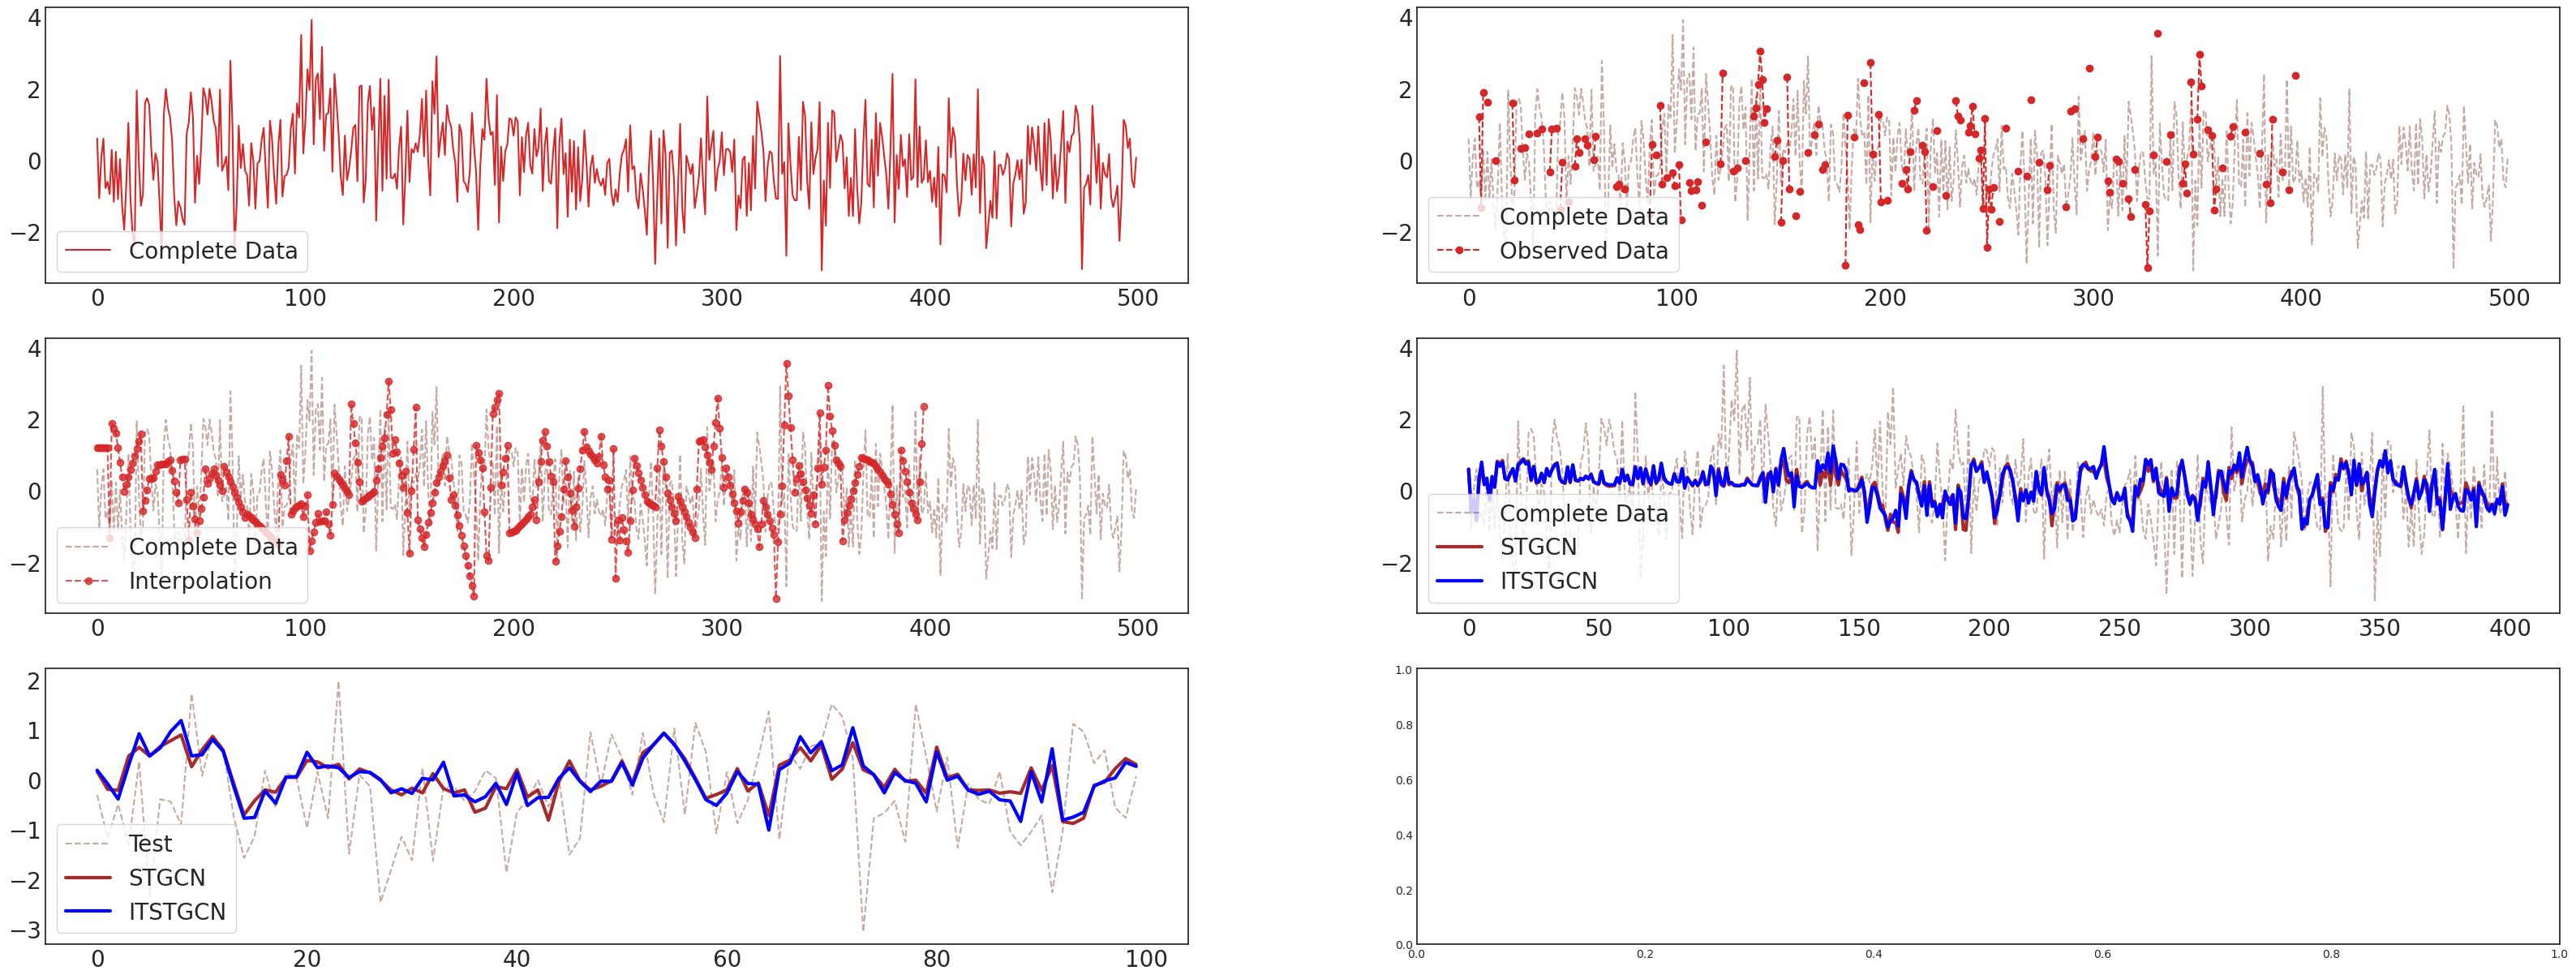 4
2
0
−2
Complete Data
0 100 200 300 400 500
4
2
0
−2
Complete Data
Observed Data
0 100 200 300 400 500
4
2
0
−2
Complete Data
Interpolation
0 100 200 300 400 500
4
2
0
−2
Complete Data
STGCN
ITSTGCN
0 50 100 150 200 250 300 350 400
2
1
0
−1
−2
−3
Test
STGCN
ITSTGCN
0 20 40 60 80 100
1.0
0.8
0.6
0.4
0.2
0.0
0.0 0.2 0.4 0.6 0.8 1.0